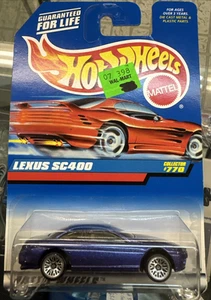 GUARANTEED
FOR LIFE
FOR AGES
OVER 3 YEARS.
DIE CAST METAL &
PLASTIC PARTS
Hot Wheels
MATTEL
WAL-MART
LEXUS SC400
COLLECTOR
#770